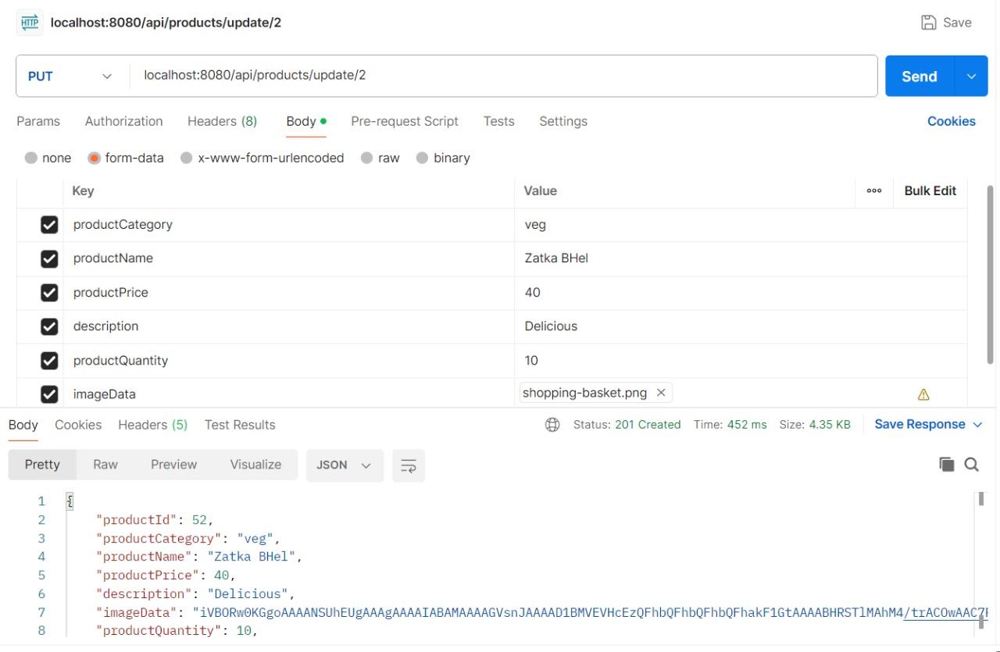 HTTP localhost:8080/api/products/update/2 Save
PUT localhost:8080/api/products/update/2 Send
Params Authorization Headers (8) Body Pre-request Script Tests Settings Cookies
none form-data x-www-form-urlencoded raw binary
Key Value Bulk Edit
productCategory veg
productName Zatka BHel
productPrice 40
description Delicious
productQuantity 10
imageData shopping-basket.png
Body Cookies Headers (5) Test Results Status: 201 Created Time: 452 ms Size: 4.35 KB Save Response
Pretty Raw Preview Visualize JSON
1 {
2 "productId": 52,
3 "productCategory": "veg",
4 "productName": "Zatka BHel",
5 "productPrice": 40,
6 "description": "Delicious",
7 "imageData": "iVBORw0KGgoAAAANSUhEUgAAAgAAAAIABAMAAAAGVsnJAAAAD1BMVEVHcEzQFhbQFhbQFhbQFhakF1GtAAAABHRSTlMAhM4/trACOwAAC7
8 "productQuantity": 10,